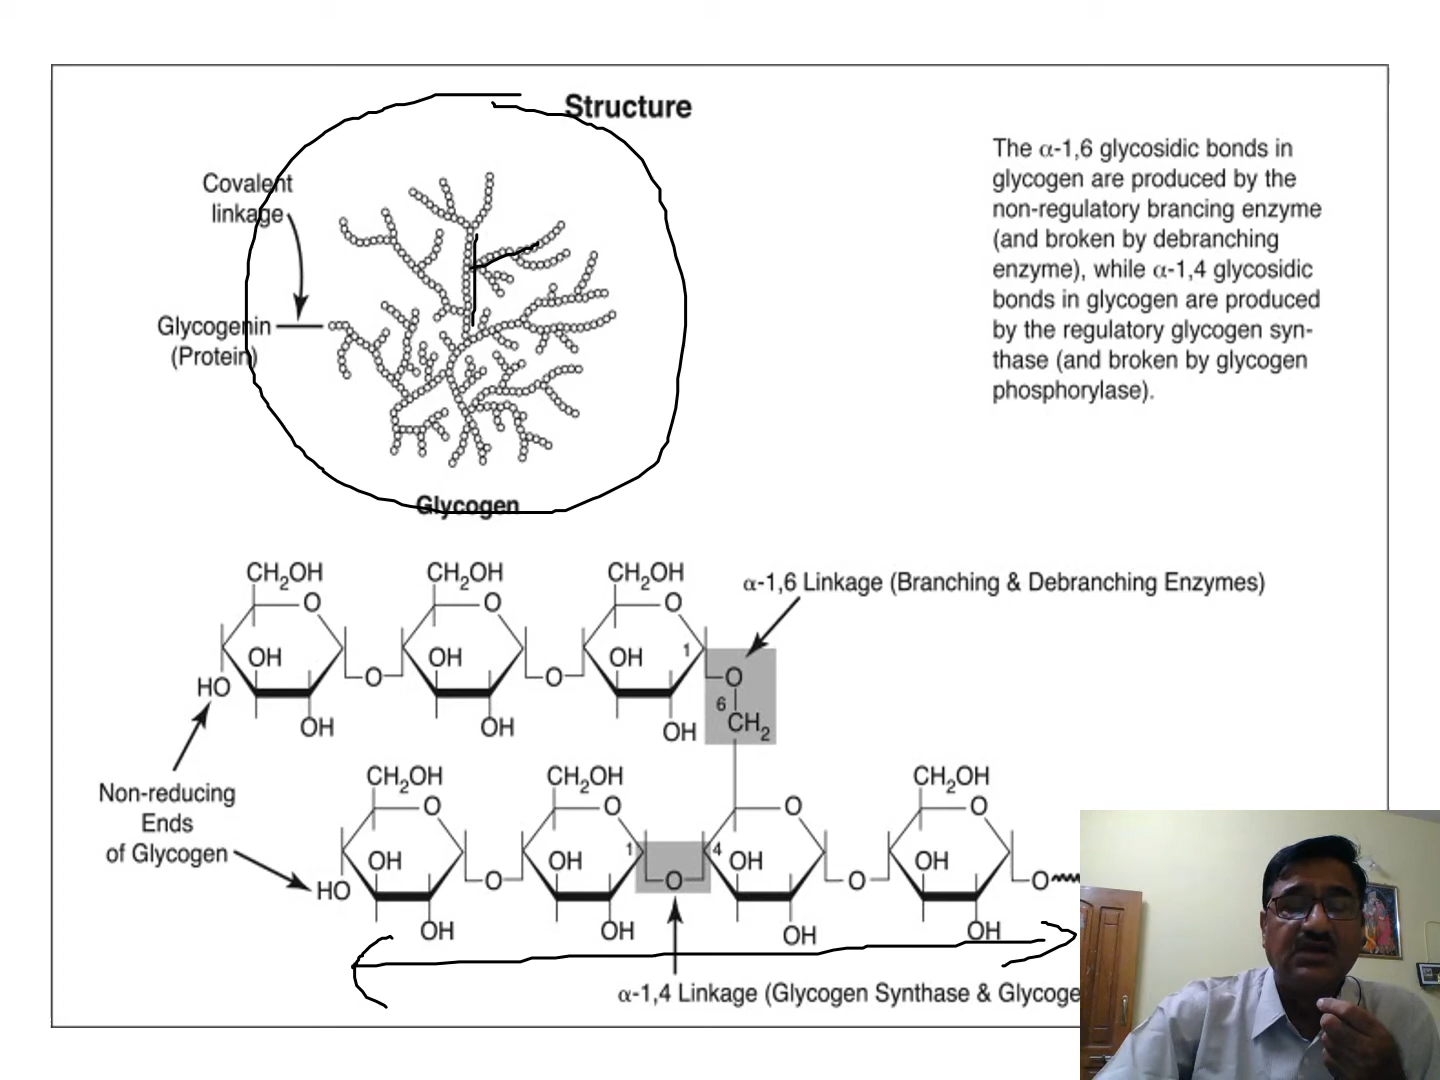 Structure
Covalent
linkage
Glycogenin
(Protein)
Glycogen
The α-1,6 glycosidic bonds in
glycogen are produced by the
non-regulatory brancing enzyme
(and broken by debranching
enzyme), while α-1,4 glycosidic
bonds in glycogen are produced
by the regulatory glycogen syn-
thase (and broken by glycogen
phosphorylase).
CH₂OH CH₂OH CH₂OH
α-1,6 Linkage (Branching & Debranching Enzymes)
O O O
OH OH OH 1
HO O O O
OH OH OH
6
CH₂
Non-reducing
Ends
of Glycogen
CH₂OH CH₂OH CH₂OH
O O O O
1 4
OH OH OH OH
HO O O O O
OH OH OH OH
α-1,4 Linkage (Glycogen Synthase &